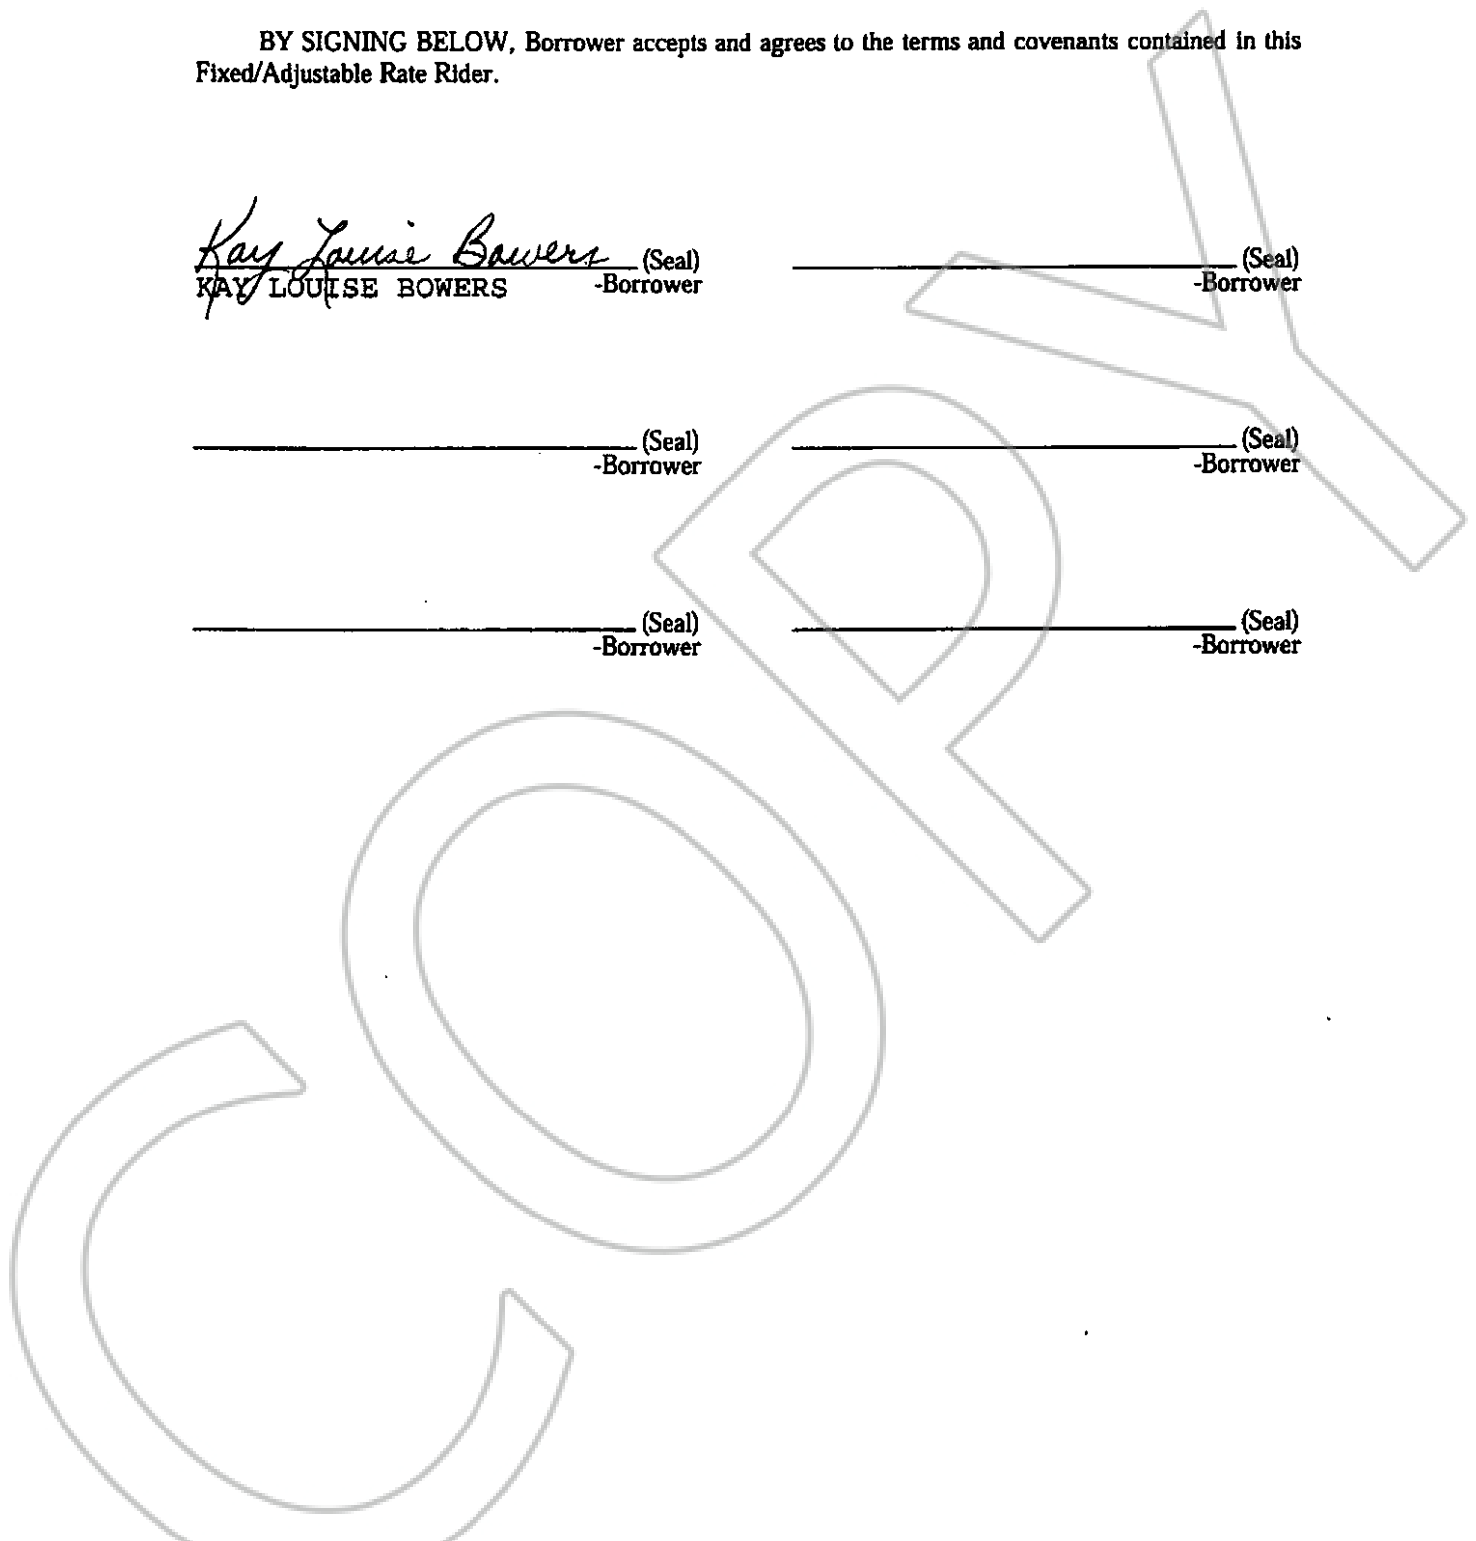 BY SIGNING BELOW, Borrower accepts and agrees to the terms and covenants contained in this
Fixed/Adjustable Rate Rider.
Kay Louise Bowers (Seal) (Seal)
KAY LOUISE BOWERS -Borrower -Borrower
(Seal) (Seal)
-Borrower -Borrower
(Seal) (Seal)
-Borrower -Borrower
COPY